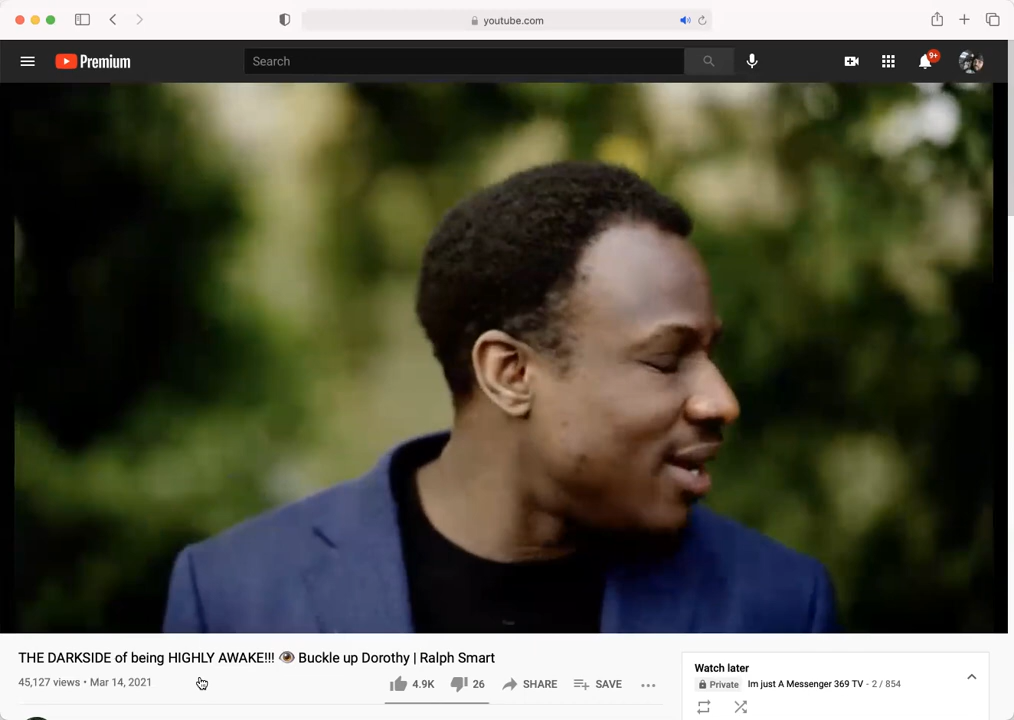 youtube.com
Premium
Search
9+
THE DARKSIDE of being HIGHLY AWAKE!!! 👁 Buckle up Dorothy | Ralph Smart
45,127 views • Mar 14, 2021
4.9K
26
SHARE
SAVE
Watch later
Private
Im just A Messenger 369 TV - 2 / 854